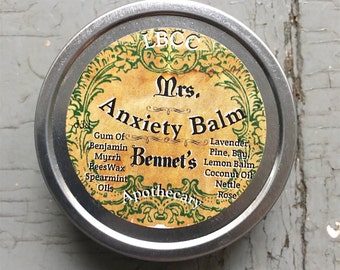 LBCC
Mrs.
Anxiety Balm
Bennet's
Gum Of
Benjamin
Myrrh
BeesWax
Spearmint
Oils
Lavender
Pine, Bay
Lemon Balm
Coconut Oil
Nettle
Rose
Apothecary